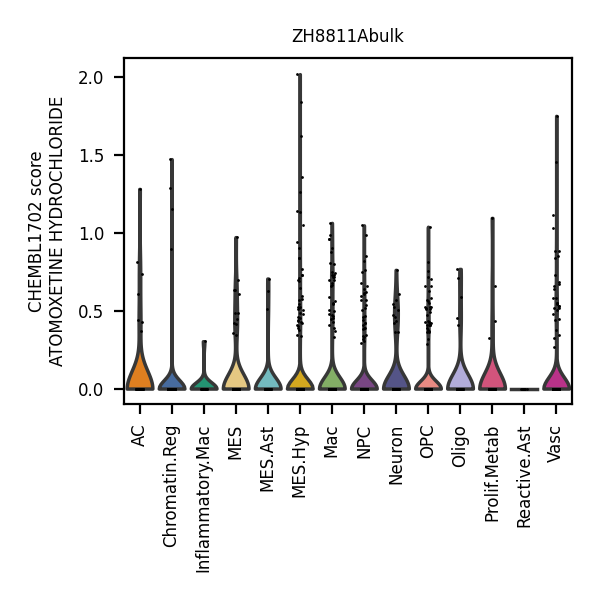 ZH8811Abulk
CHEMBL1702 score
ATOMOXETINE HYDROCHLORIDE
2.0
1.5
1.0
0.5
0.0
AC
Chromatin.Reg
Inflammatory.Mac
MES
MES.Ast
MES.Hyp
Mac
NPC
Neuron
OPC
Oligo
Prolif.Metab
Reactive.Ast
Vasc